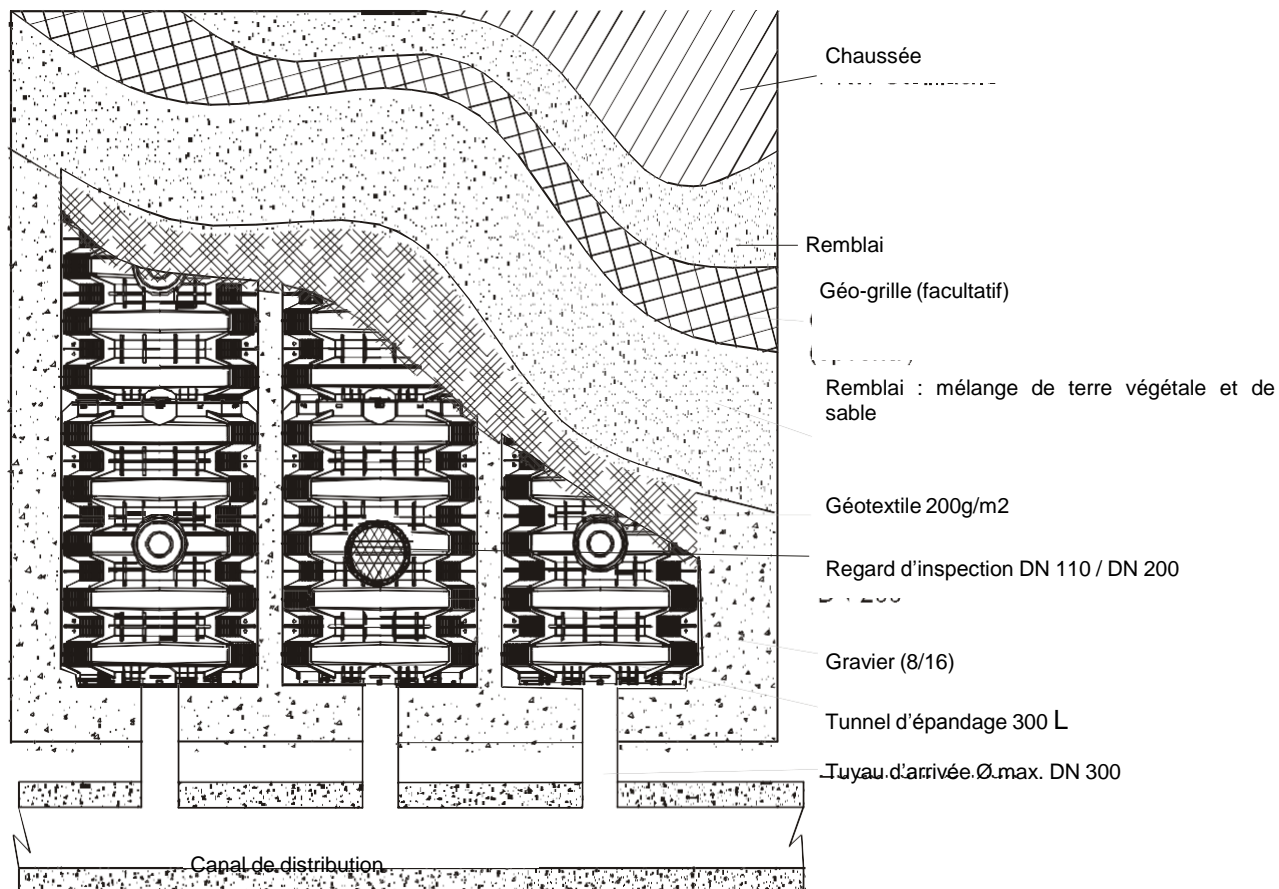 Chaussée
Remblai
Géo-grille (facultatif)
Remblai : mélange de terre végétale et de
sable
Géotextile 200g/m2
Regard d'inspection DN 110 / DN 200
Gravier (8/16)
Tunnel d'épandage 300 L
Tuyau d'arrivée Ø max. DN 300
Canal de distribution